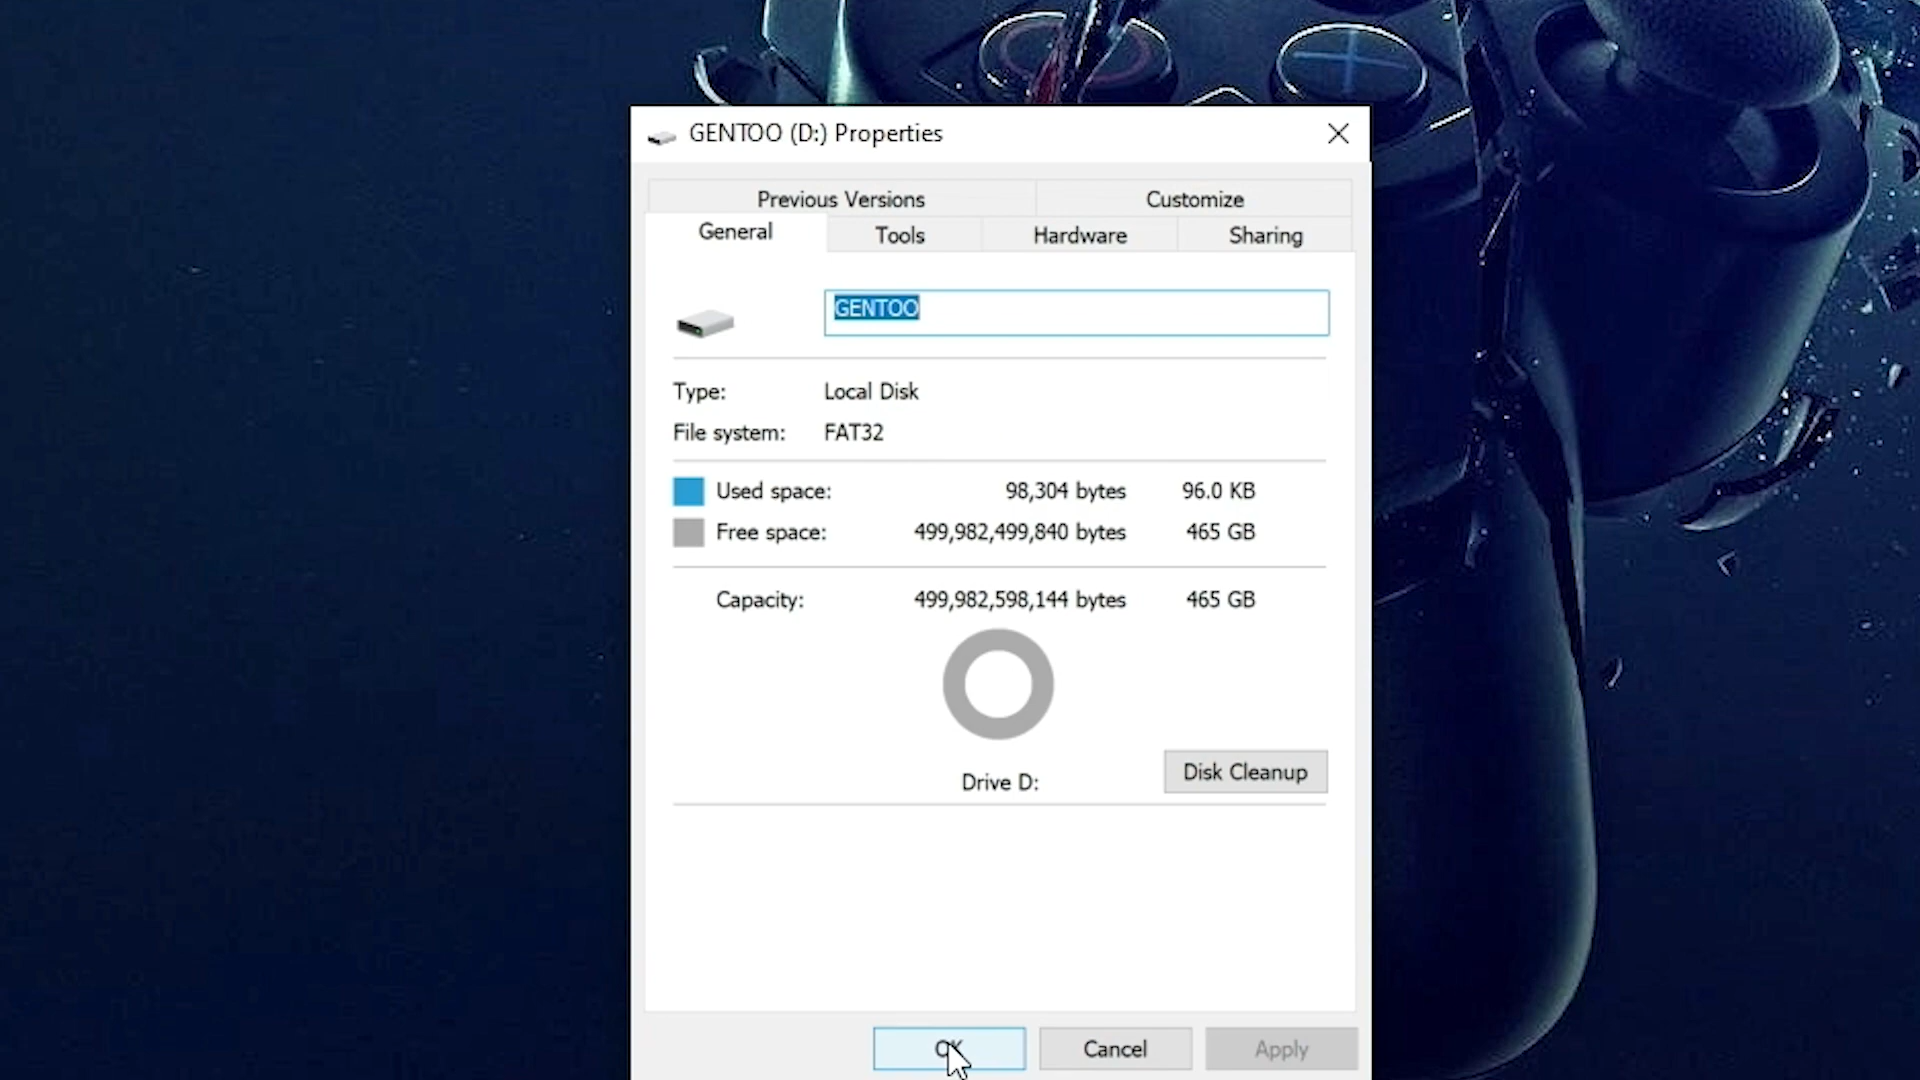 GENTOO (D:) Properties
Previous Versions Customize
General Tools Hardware Sharing
GENTOO
Type: Local Disk
File system: FAT32
Used space: 98,304 bytes 96.0 KB
Free space: 499,982,499,840 bytes 465 GB
Capacity: 499,982,598,144 bytes 465 GB
Drive D:
Disk Cleanup
OK Cancel Apply